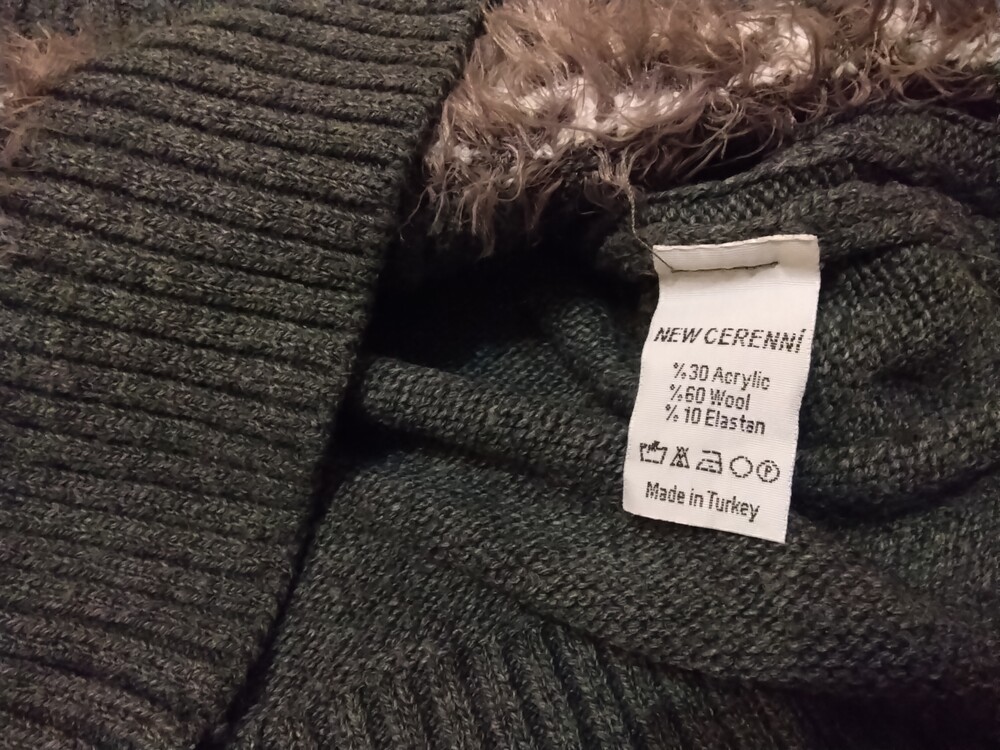 NEW CERENNİ
%30 Acrylic
%60 Wool
% 10 Elastan
P
Made in Turkey